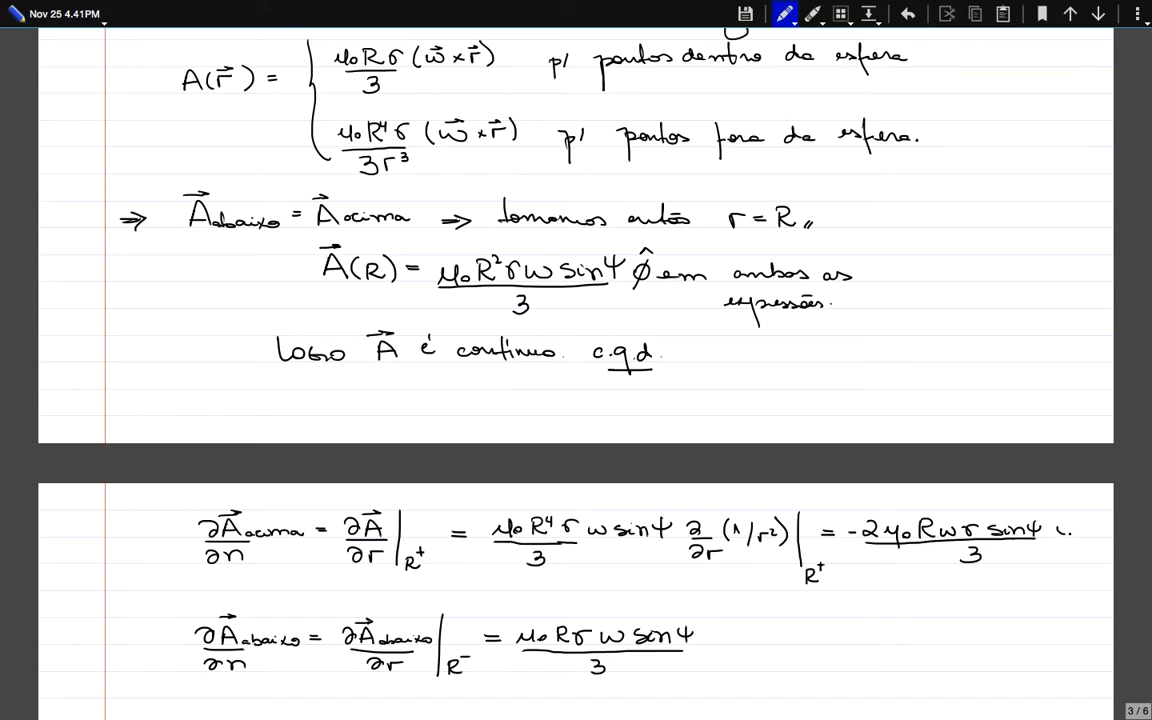 Nov 25 4.41PM
A(r⃗) = { μ₀Rσ/3 (ω⃗ × r⃗) p/ pontos dentro da esfera
μ₀R⁴σ/3r³ (ω⃗ × r⃗) p/ pontos fora da esfera.
⇒ A⃗abaixo = A⃗acima ⇒ tomamos então r = R //
A⃗(R) = μ₀R²σω sinψ/3 φ̂ em ambas as
expressões.
LOGO A⃗ é contínuo. c.q.d.
∂A⃗acima/∂n = ∂A⃗/∂r |R⁺ = μ₀R⁴σ/3 ω sinψ ∂/∂r (1/r²) |R⁺ = -2μ₀Rωσ sinψ/3
∂A⃗abaixo/∂n = ∂A⃗abaixo/∂r |R⁻ = μ₀Rσω sinψ/3
3 / 6